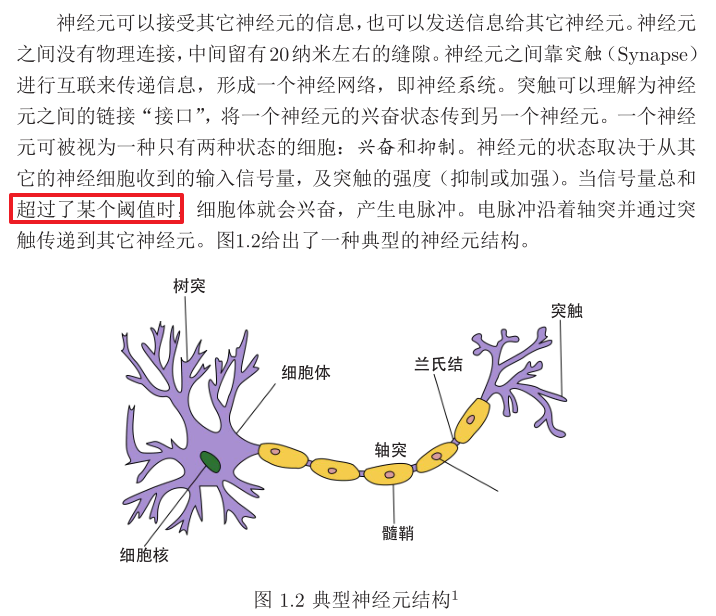 神经元可以接受其它神经元的信息，也可以发送信息给其它神经元。神经元
之间没有物理连接，中间留有20纳米左右的缝隙。神经元之间靠突触（Synapse）
进行互联来传递信息，形成一个神经网络，即神经系统。突触可以理解为神经
元之间的链接“接口”，将一个神经元的兴奋状态传到另一个神经元。一个神经
元可被视为一种只有两种状态的细胞：兴奋和抑制。神经元的状态取决于从其
它的神经细胞收到的输入信号量，及突触的强度（抑制或加强）。当信号量总和
超过了某个阈值时，细胞体就会兴奋，产生电脉冲。电脉冲沿着轴突并通过突
触传递到其它神经元。图1.2给出了一种典型的神经元结构。
树突
突触
细胞体
兰氏结
轴突
髓鞘
细胞核
图 1.2 典型神经元结构1